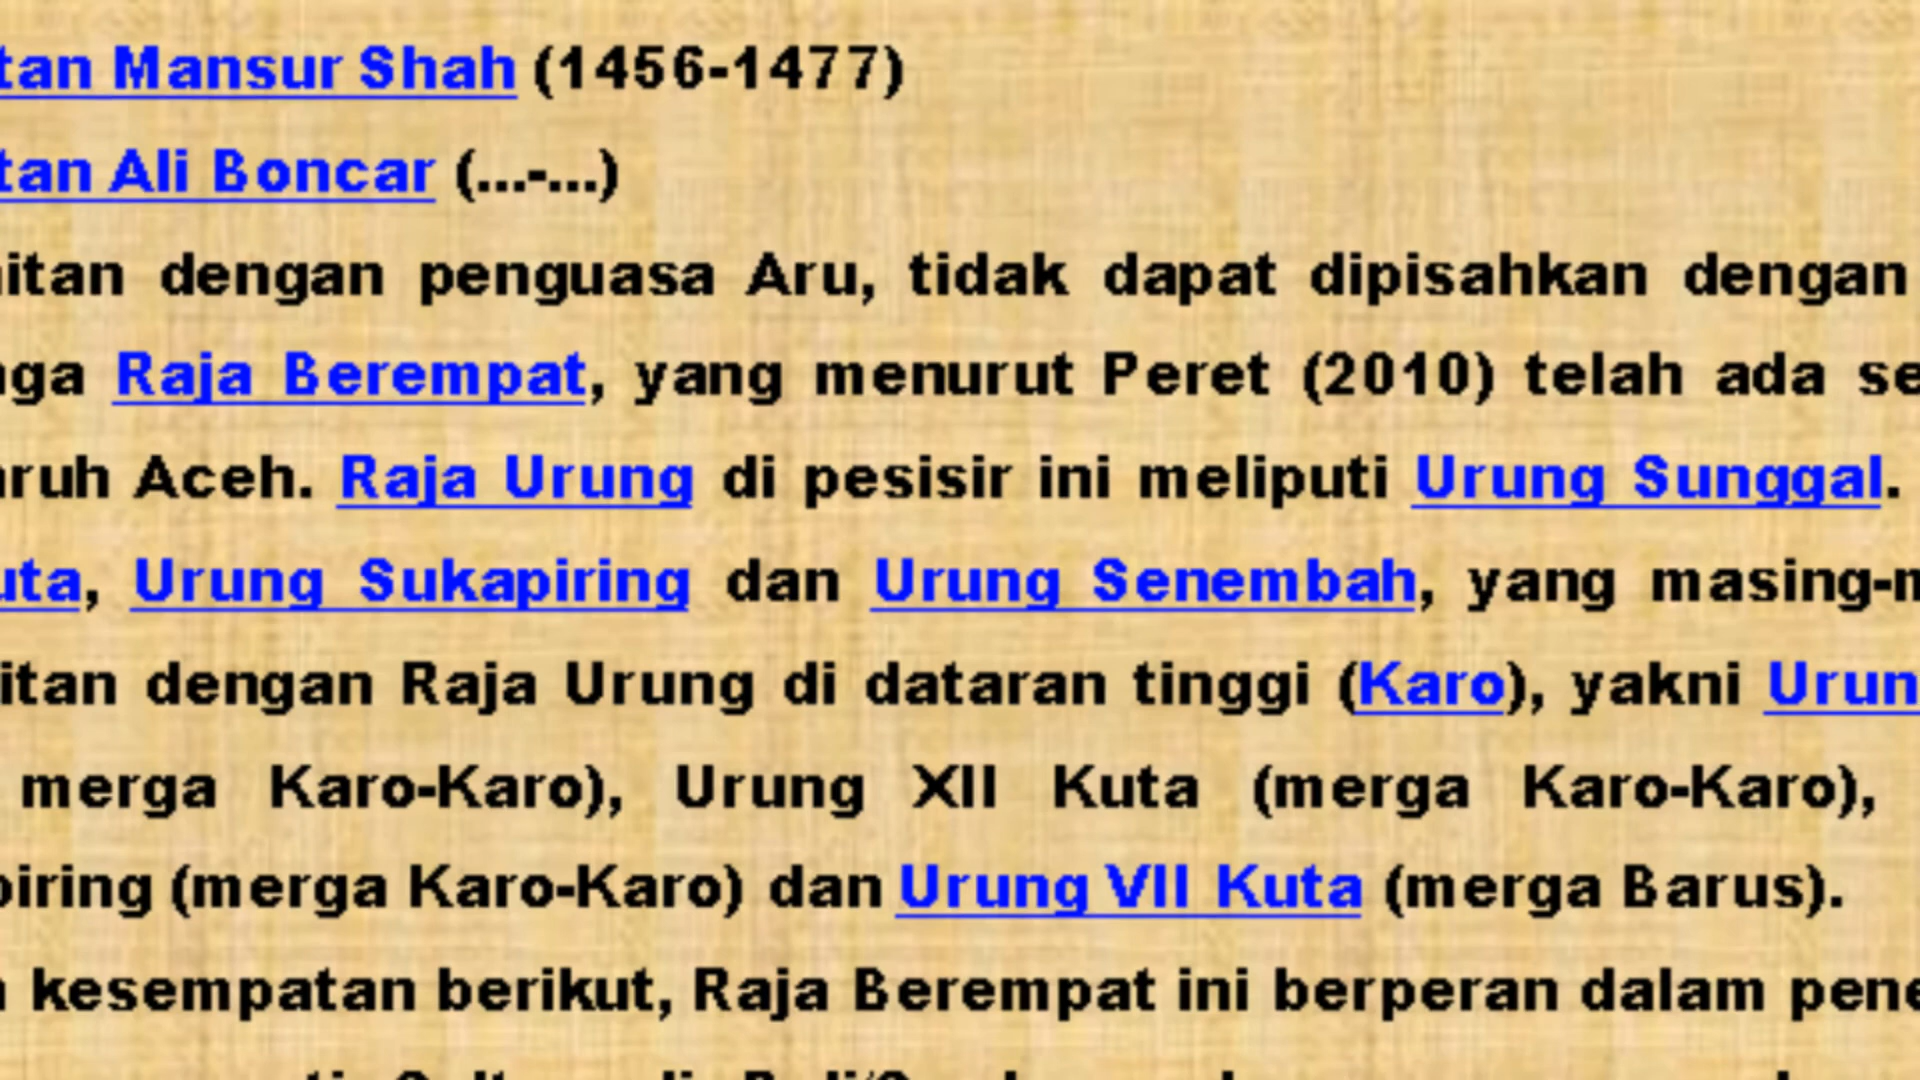 tan Mansur Shah (1456-1477)
tan Ali Boncar (...-...)
itan dengan penguasa Aru, tidak dapat dipisahkan dengan
nga Raja Berempat, yang menurut Peret (2010) telah ada se
ruh Aceh. Raja Urung di pesisir ini meliputi Urung Sunggal.
uta, Urung Sukapiring dan Urung Senembah, yang masing-m
itan dengan Raja Urung di dataran tinggi (Karo), yakni Urun
merga Karo-Karo), Urung XII Kuta (merga Karo-Karo),
piring (merga Karo-Karo) dan Urung VII Kuta (merga Barus).
kesempatan berikut, Raja Berempat ini berperan dalam pene